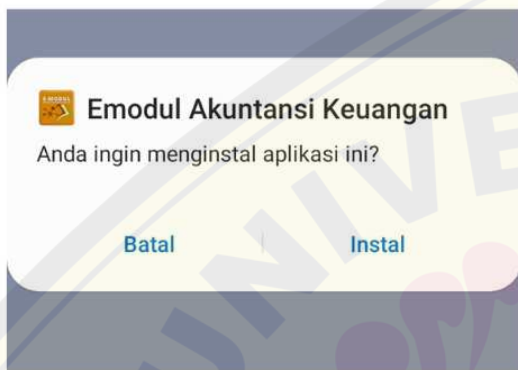 Emodul Akuntansi Keuangan
Anda ingin menginstal aplikasi ini?
Batal
Instal